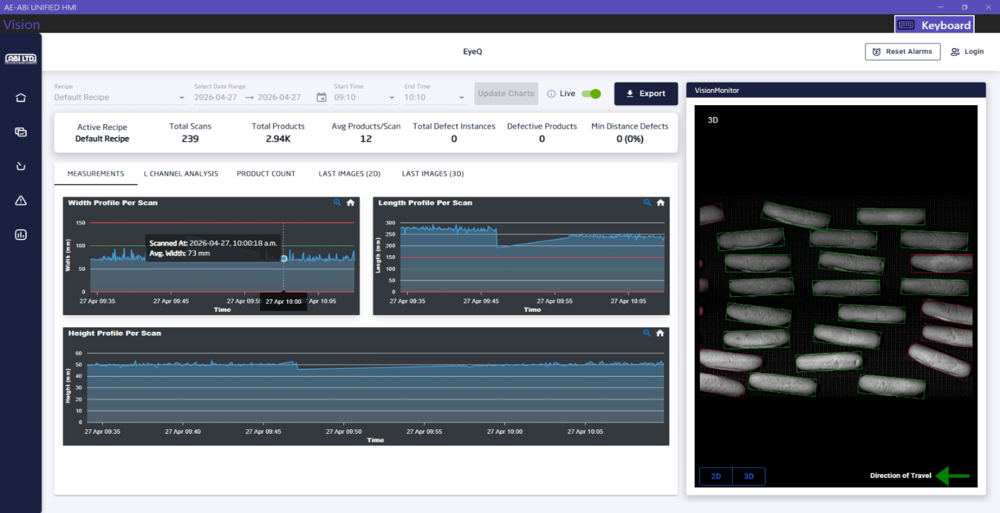 AE-ABI UNIFIED HMI
Vision
Keyboard
ABI LTD
EyeQ
Reset Alarms
Login
Recipe
Default Recipe
Select Date Range
2026-04-27 → 2026-04-27
Start Time
09:10
End Time
10:10
Update Charts
Live
Export
Active Recipe
Default Recipe
Total Scans
239
Total Products
2.94K
Avg Products/Scan
12
Total Defect Instances
0
Defective Products
0
Min Distance Defects
0 (0%)
MEASUREMENTS
L CHANNEL ANALYSIS
PRODUCT COUNT
LAST IMAGES (2D)
LAST IMAGES (3D)
Width Profile Per Scan
Width (mm)
150
100
50
0
Scanned At: 2026-04-27, 10:00:18 a.m.
Avg. Width: 73 mm
27 Apr 09:35
27 Apr 09:45
27 Apr 09:55
27 Apr 10:00
27 Apr 10:05
Time
Length Profile Per Scan
Length (mm)
300
250
200
150
100
50
0
27 Apr 09:35
27 Apr 09:45
27 Apr 09:55
27 Apr 10:05
Time
Height Profile Per Scan
Height (mm)
60
50
40
30
20
10
0
27 Apr 09:35
27 Apr 09:40
27 Apr 09:45
27 Apr 09:50
27 Apr 09:55
27 Apr 10:00
27 Apr 10:05
Time
VisionMonitor
3D
2D
3D
Direction of Travel